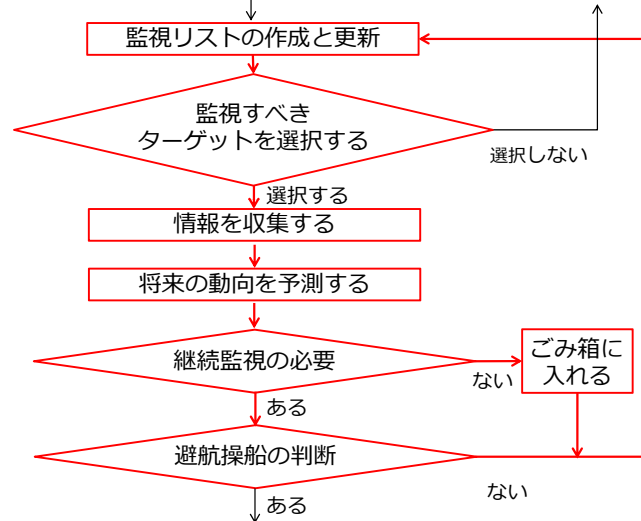 監視リストの作成と更新
監視すべき
ターゲットを選択する
選択しない
選択する
情報を収集する
将来の動向を予測する
継続監視の必要
ない
ごみ箱に
入れる
ある
避航操船の判断
ない
ある